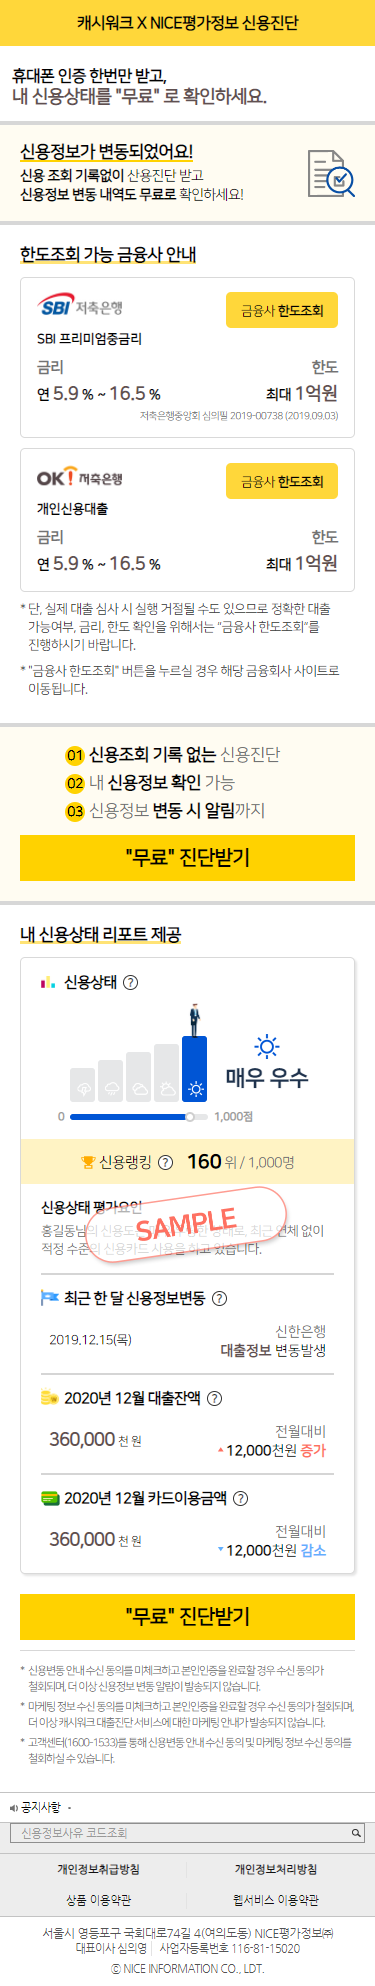 캐시워크 X NICE평가정보 신용진단
휴대폰 인증 한번만 받고,
내 신용상태를 "무료" 로 확인하세요.
신용정보가 변동되었어요!
신용 조회 기록없이 신용진단 받고
신용정보 변동 내역도 무료로 확인하세요!
한도조회 가능 금융사 안내
SBI 저축은행
금융사 한도조회
SBI 프리미엄중금리
금리 한도
연 5.9 % ~ 16.5 % 최대 1억원
저축은행중앙회 심의필 2019-00738 (2019.09.03)
OK! 저축은행
금융사 한도조회
개인신용대출
금리 한도
연 5.9 % ~ 16.5 % 최대 1억원
* 단, 실제 대출 심사 시 실행 거절될 수도 있으므로 정확한 대출
가능여부, 금리, 한도 확인을 위해서는 "금융사 한도조회"를
진행하시기 바랍니다.
* "금융사 한도조회" 버튼을 누르실 경우 해당 금융회사 사이트로
이동됩니다.
01 신용조회 기록 없는 신용진단
02 내 신용정보 확인 가능
03 신용정보 변동 시 알림까지
"무료" 진단받기
내 신용상태 리포트 제공
신용상태 ?
매우 우수
0 1,000점
신용랭킹 ? 160 위 / 1,000명
신용상태 평가요인
홍길동님의 신용도는 상태로, 최근 연체 없이
적정 수준의 신용카드 사용을 하고 있습니다.
SAMPLE
최근 한 달 신용정보변동 ?
신한은행
2019.12.15(목)
대출정보 변동발생
2020년 12월 대출잔액 ?
전월대비
360,000 천 원
12,000천원 증가
2020년 12월 카드이용금액 ?
전월대비
360,000 천 원
12,000천원 감소
"무료" 진단받기
* 신용변동 안내 수신 동의를 미체크하고 본인인증을 완료할 경우 수신 동의가
철회되며, 더 이상 신용정보 변동 알람이 발송되지 않습니다.
* 마케팅 정보 수신 동의를 미체크하고 본인인증을 완료할 경우 수신 동의가 철회되며,
더 이상 캐시워크 대출진단 서비스에 대한 마케팅 안내가 발송되지 않습니다.
* 고객센터(1600-1533)를 통해 신용변동 안내 수신 동의 및 마케팅 정보 수신 동의를
철회하실 수 있습니다.
공지사항
신용정보사유 코드조회
개인정보취급방침 개인정보처리방침
상품 이용약관 웹서비스 이용약관
서울시 영등포구 국회대로74길 4(여의도동) NICE평가정보㈜
대표이사 심의영 사업자등록번호 116-81-15020
ⓒ NICE INFORMATION CO., LDT.